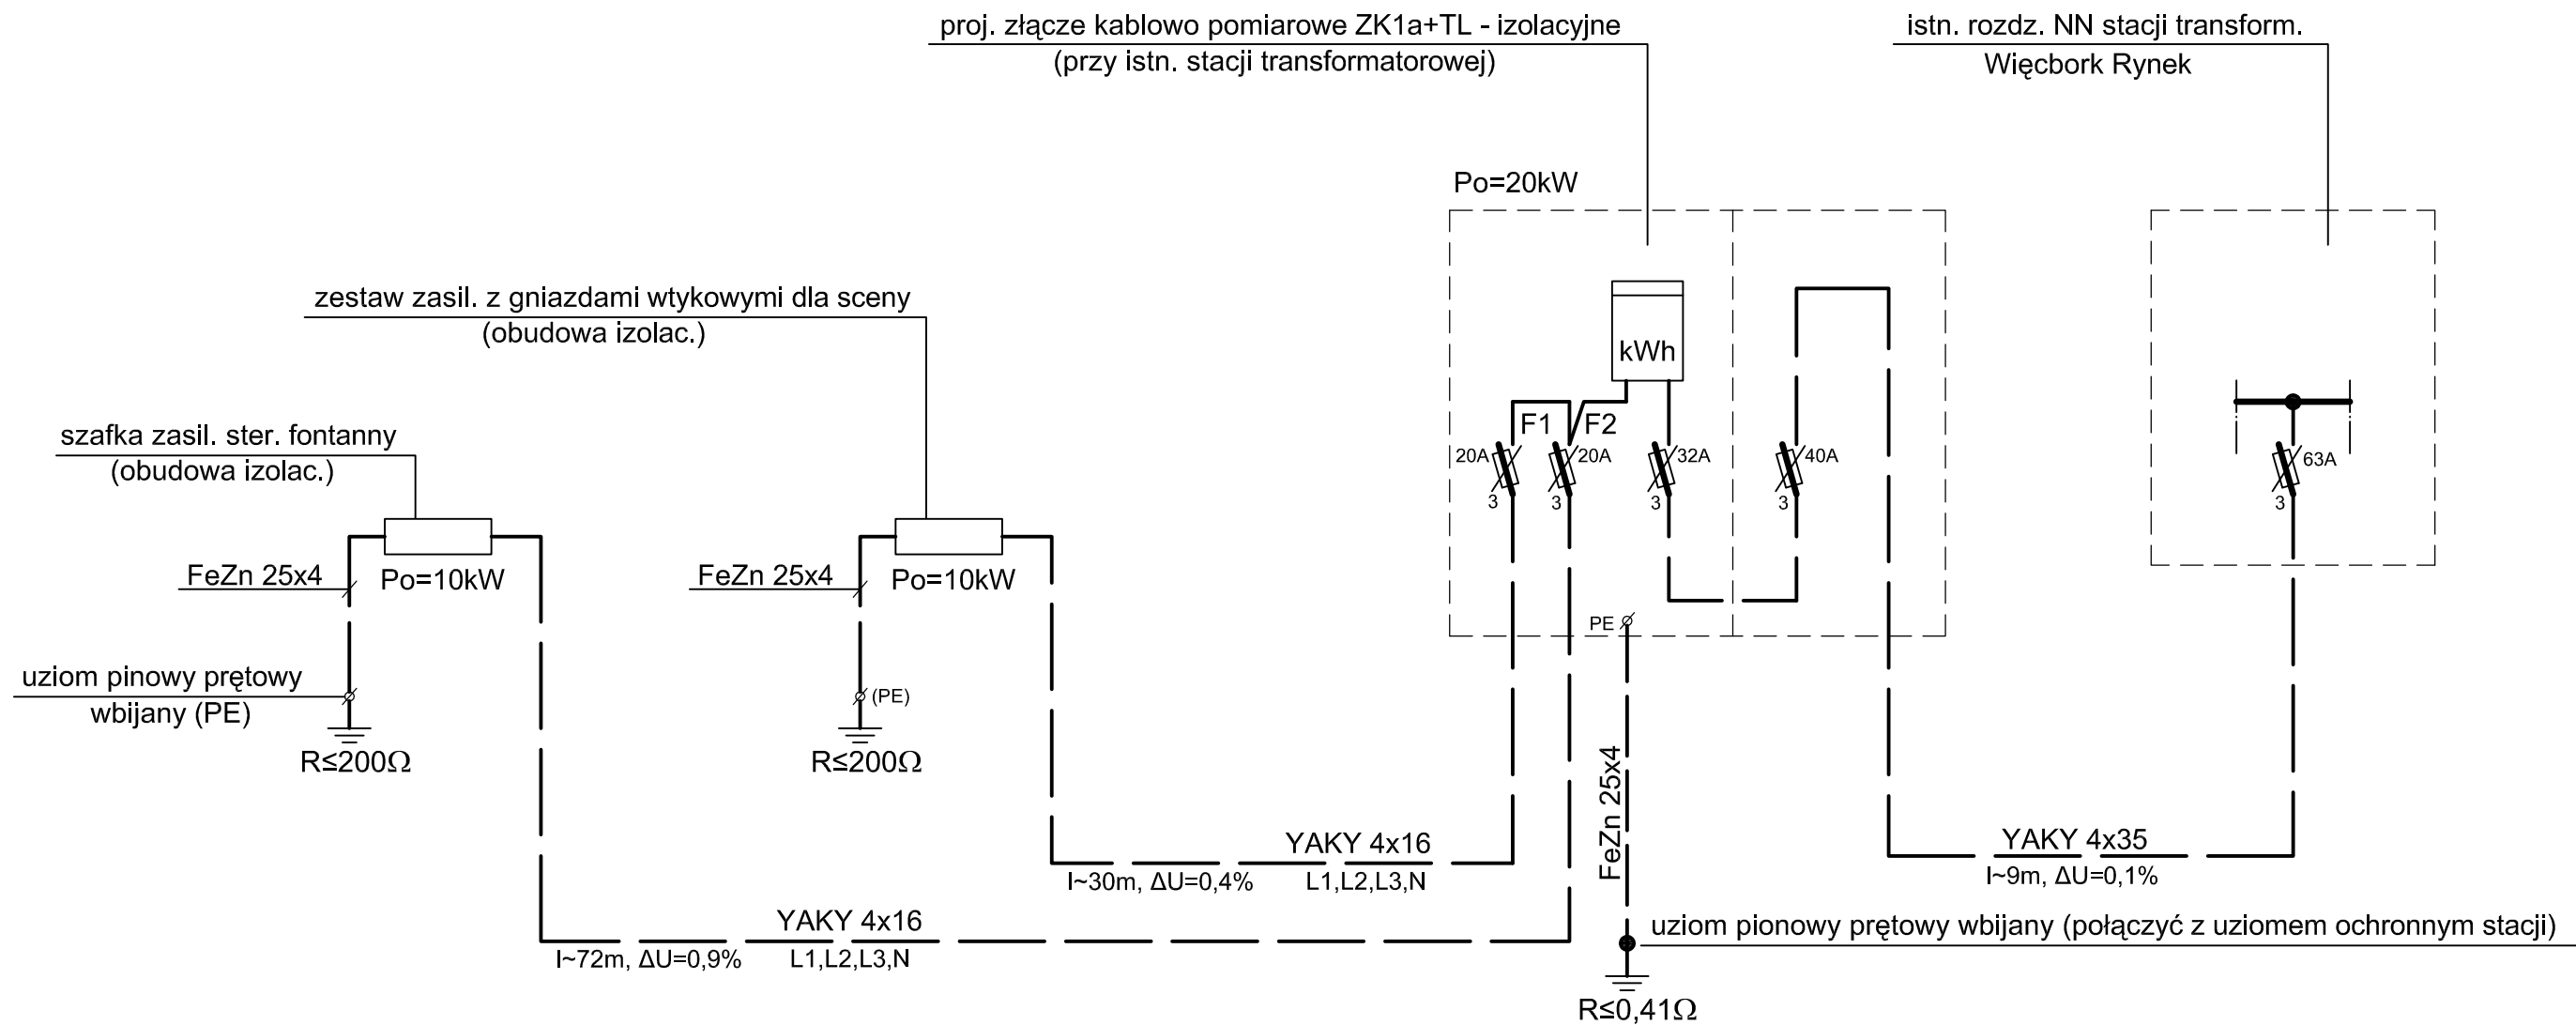 proj. złącze kablowo pomiarowe ZK1a+TL - izolacyjne
(przy istn. stacji transformatorowej)
istn. rozdz. NN stacji transform.
Więcbork Rynek
Po=20kW
zestaw zasil. z gniazdami wtykowymi dla sceny
(obudowa izolac.)
kWh
szafka zasil. ster. fontanny
(obudowa izolac.)
F1
F2
20A
3
20A
3
32A
3
40A
3
63A
3
FeZn 25x4
Po=10kW
FeZn 25x4
Po=10kW
PE
uziom pinowy prętowy
wbijany (PE)
(PE)
R≤200Ω
R≤200Ω
FeZn 25x4
YAKY 4x16
l~30m, ΔU=0,4%
L1,L2,L3,N
YAKY 4x35
l~9m, ΔU=0,1%
YAKY 4x16
l~72m, ΔU=0,9%
L1,L2,L3,N
uziom pionowy prętowy wbijany (połączyć z uziomem ochronnym stacji)
R≤0,41Ω